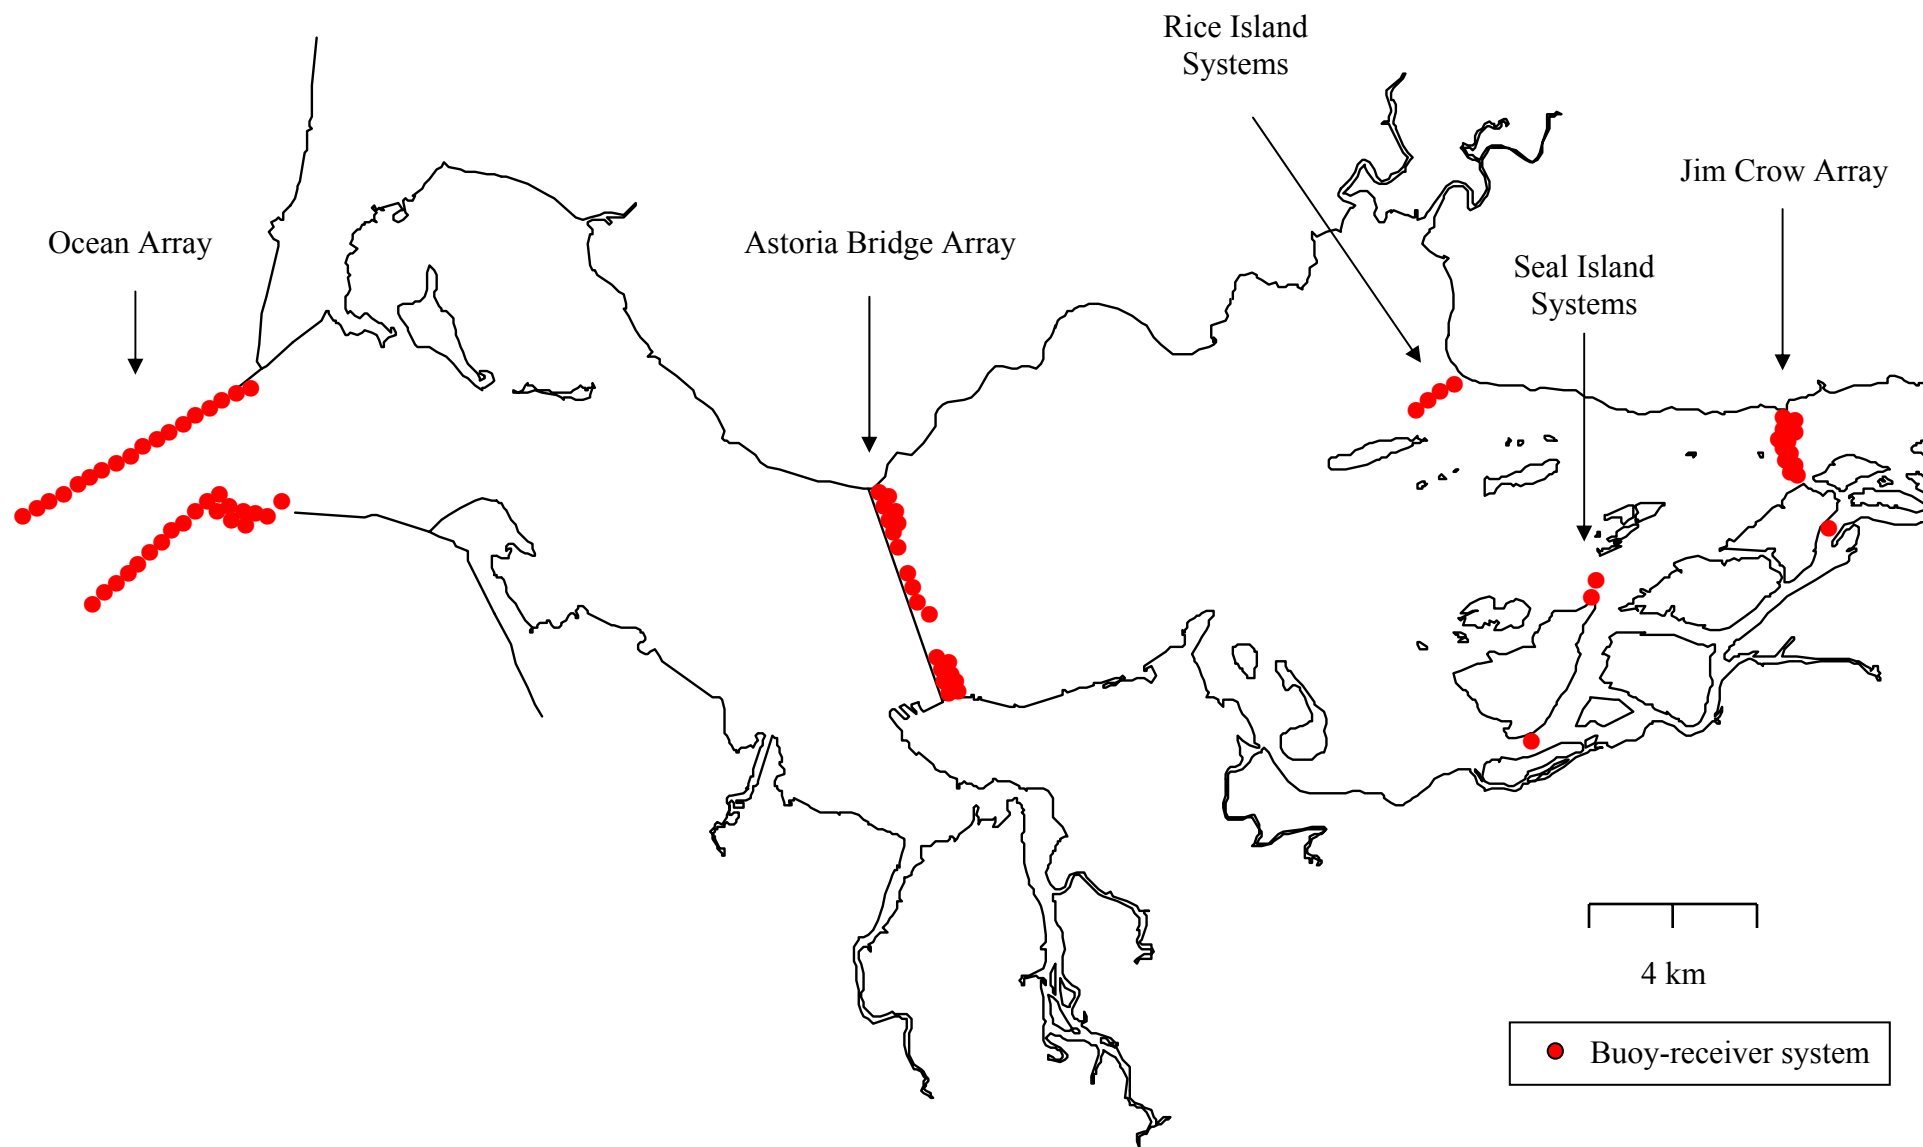 Rice Island
Systems
Jim Crow Array
Ocean Array
Astoria Bridge Array
Seal Island
Systems
4 km
Buoy-receiver system